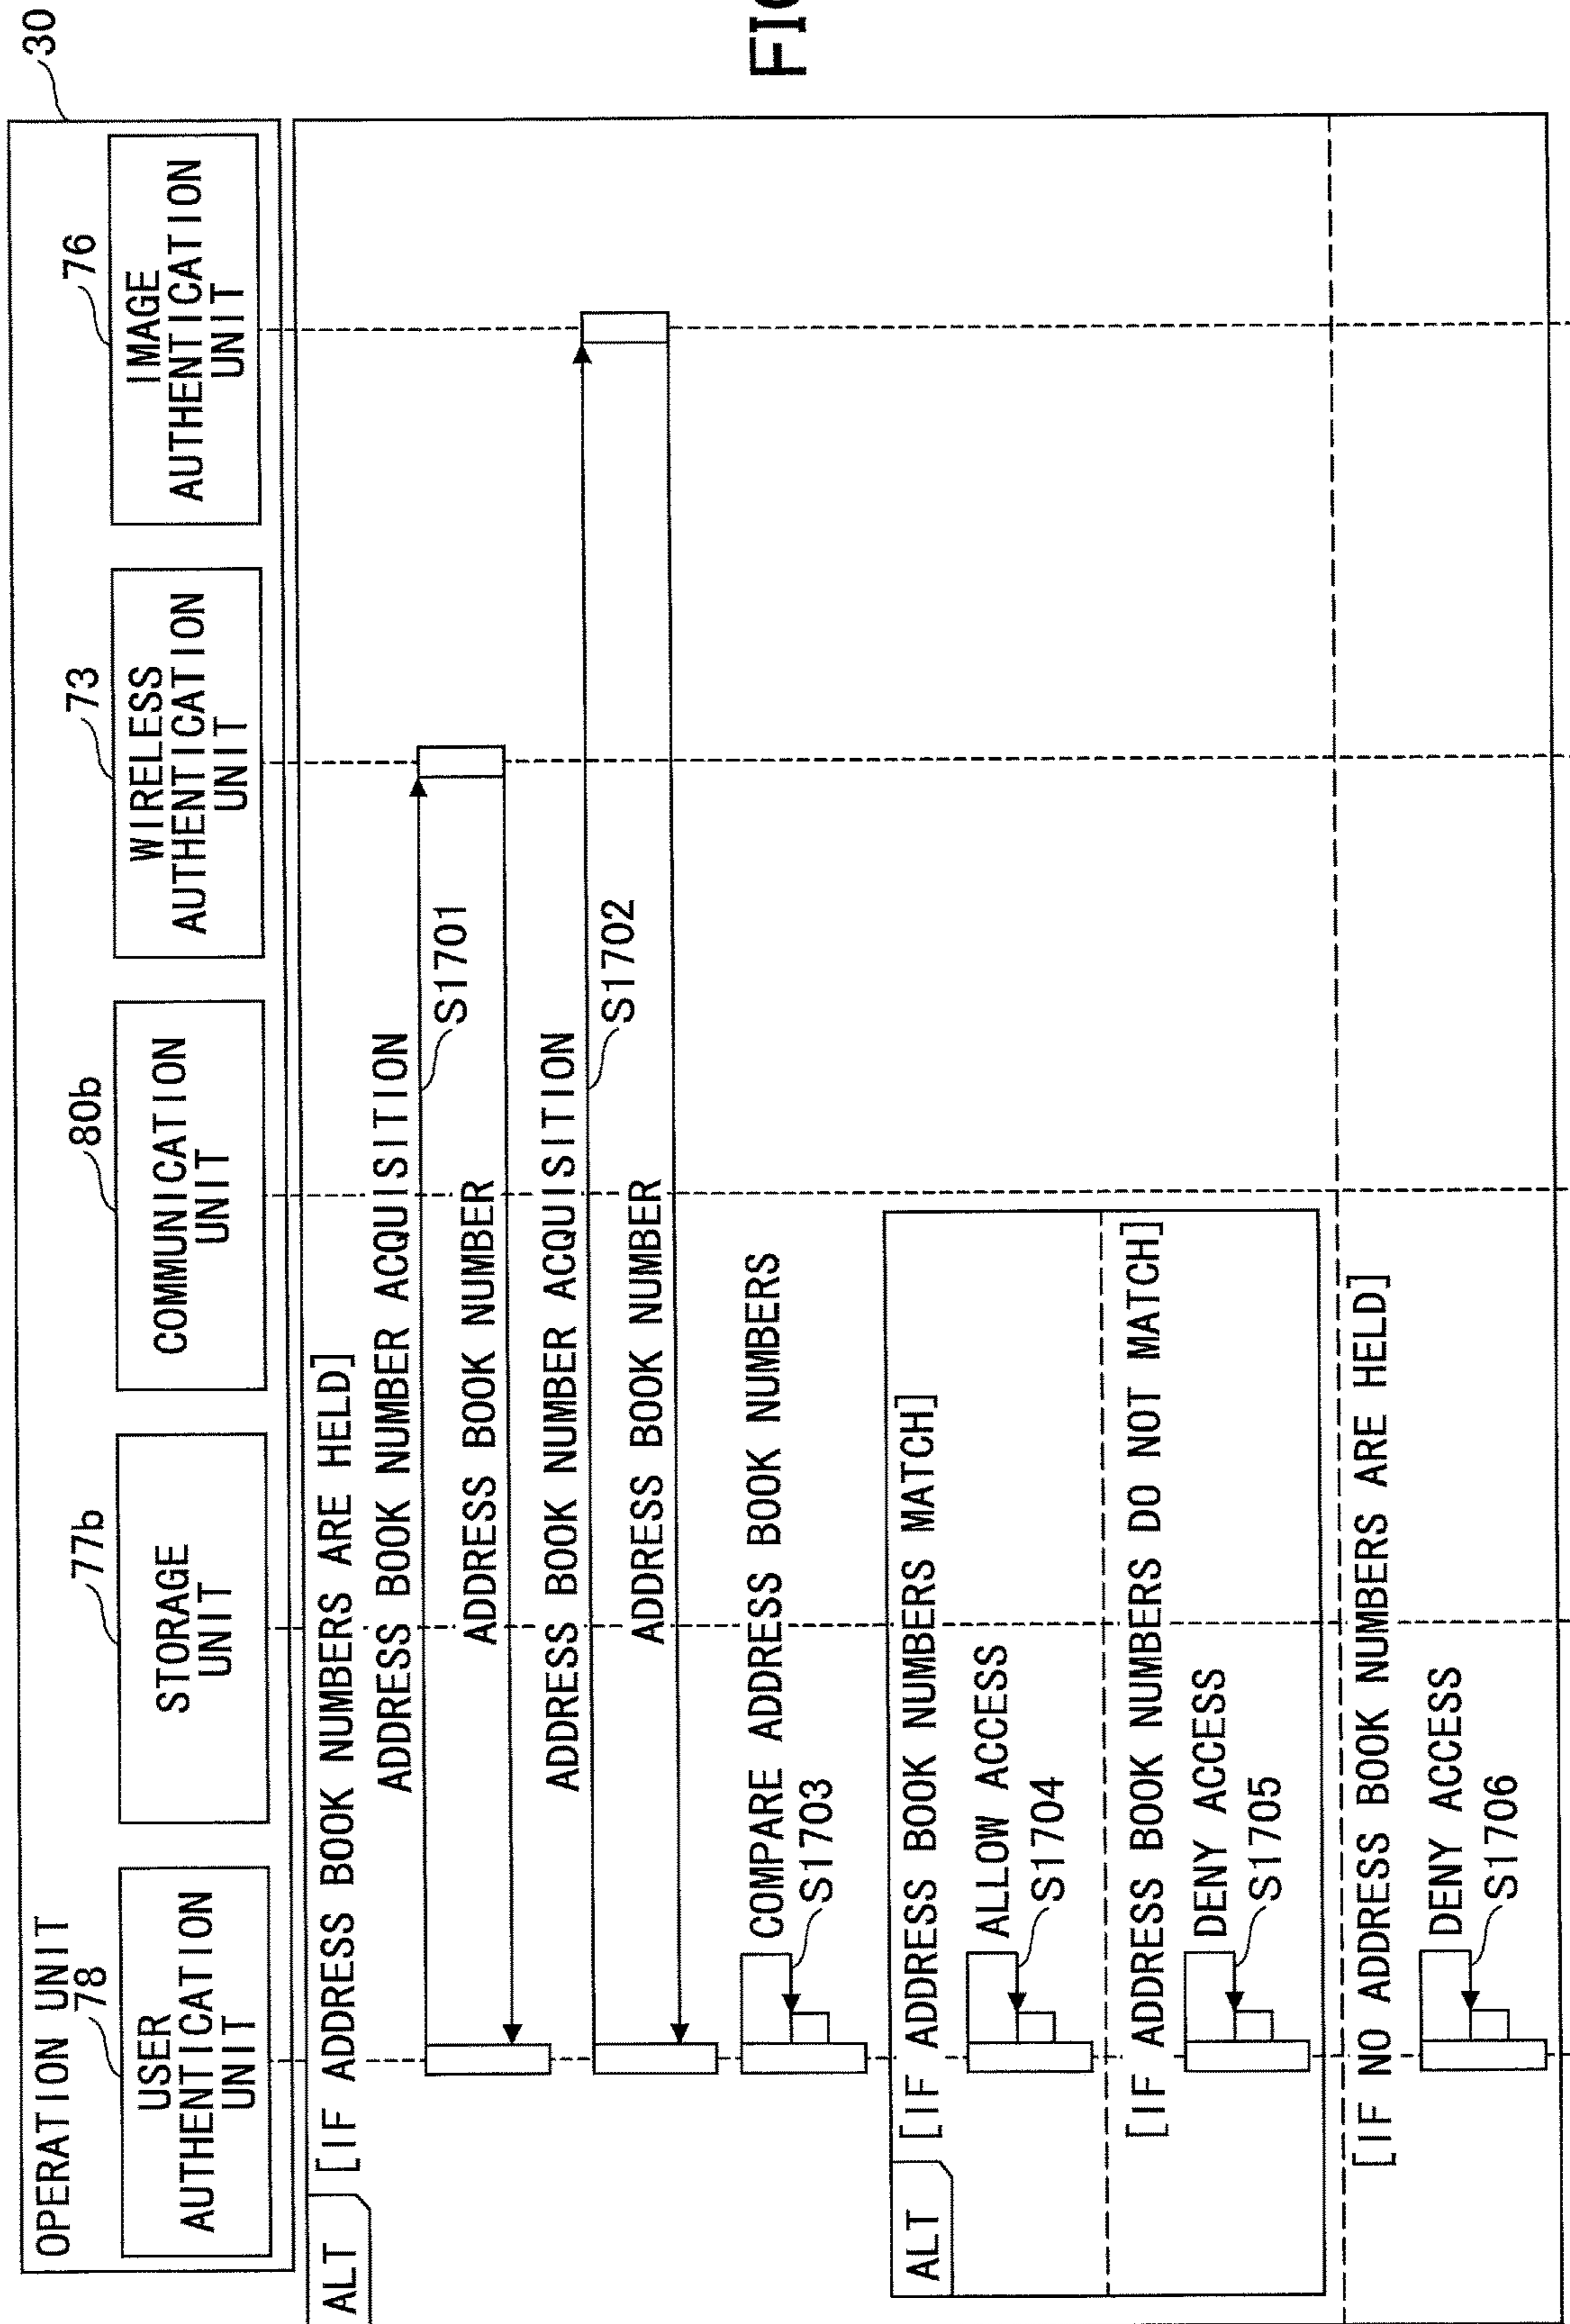 FIG
30
OPERATION UNIT
78
USER
AUTHENTICATION
UNIT
77b
STORAGE
UNIT
80b
COMMUNICATION
UNIT
73
WIRELESS
AUTHENTICATION
UNIT
76
IMAGE
AUTHENTICATION
UNIT
ALT
[IF ADDRESS BOOK NUMBERS ARE HELD]
ADDRESS BOOK NUMBER ACQUISITION
S1701
ADDRESS BOOK NUMBER
ADDRESS BOOK NUMBER ACQUISITION
S1702
ADDRESS BOOK NUMBER
COMPARE ADDRESS BOOK NUMBERS
S1703
ALT
[IF ADDRESS BOOK NUMBERS MATCH]
ALLOW ACCESS
S1704
[IF ADDRESS BOOK NUMBERS DO NOT MATCH]
DENY ACCESS
S1705
[IF NO ADDRESS BOOK NUMBERS ARE HELD]
DENY ACCESS
S1706